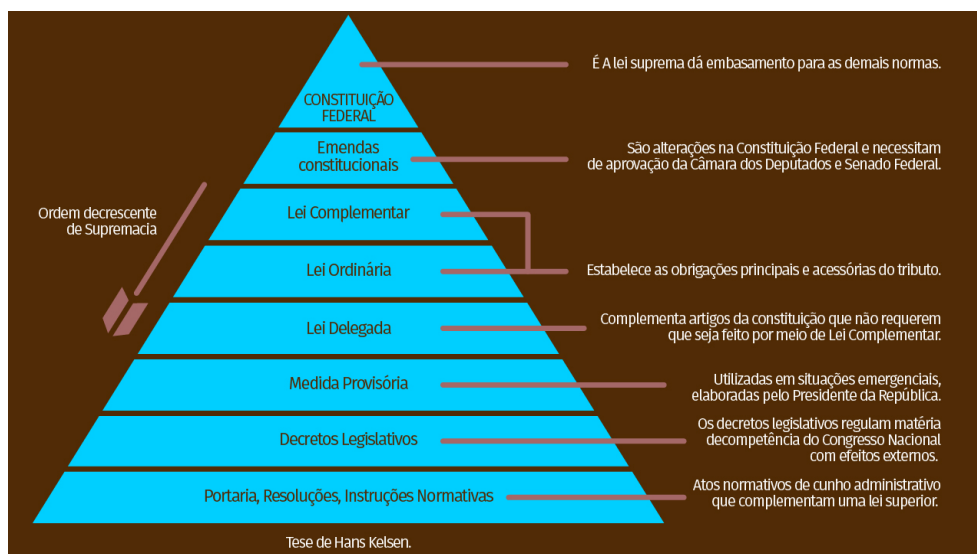 É A lei suprema dá embasamento para as demais normas.
CONSTITUIÇÃO
FEDERAL
Emendas
constitucionais
São alterações na Constituição Federal e necessitam
de aprovação da Câmara dos Deputados e Senado Federal.
Ordem decrescente
de Supremacia
Lei Complementar
Lei Ordinária
Estabelece as obrigações principais e acessórias do tributo.
Lei Delegada
Complementa artigos da constituição que não requerem
que seja feito por meio de Lei Complementar.
Medida Provisória
Utilizadas em situações emergenciais,
elaboradas pelo Presidente da República.
Decretos Legislativos
Os decretos legislativos regulam matéria
decompetência do Congresso Nacional
com efeitos externos.
Portaria, Resoluções, Instruções Normativas
Atos normativos de cunho administrativo
que complementam uma lei superior.
Tese de Hans Kelsen.